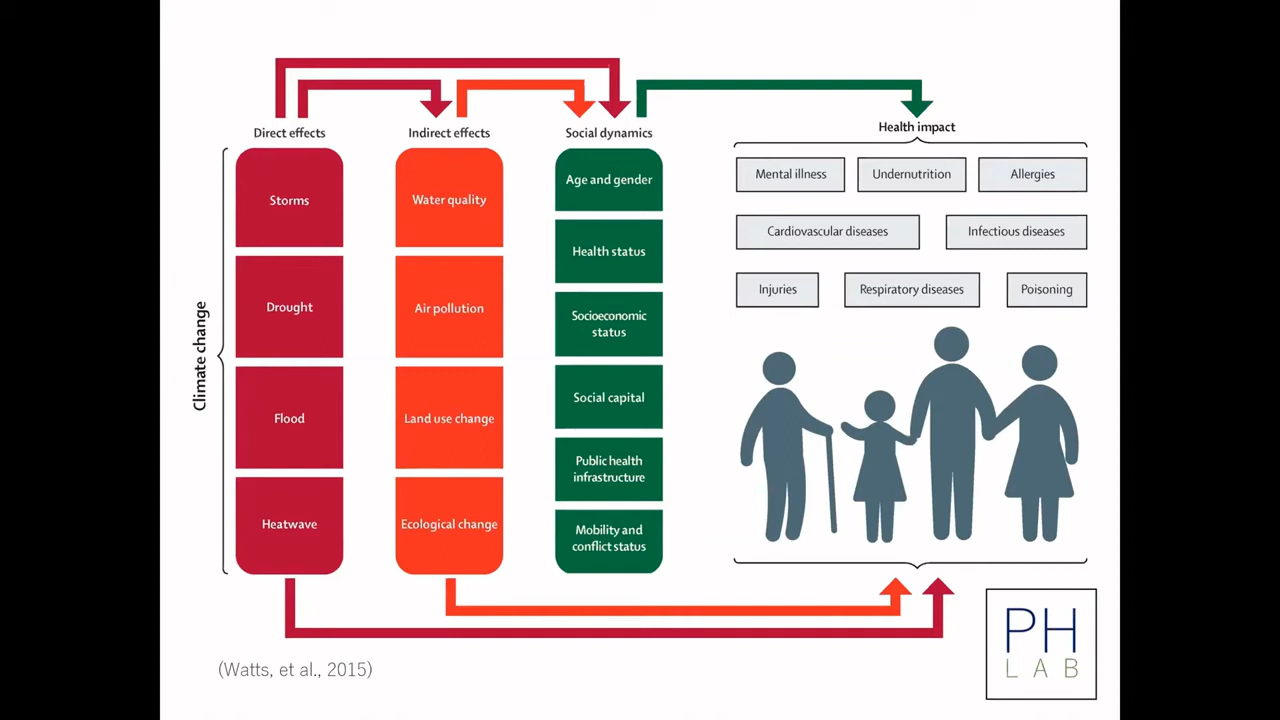 Direct effects
Indirect effects
Social dynamics
Health impact
Climate change
Storms
Drought
Flood
Heatwave
Water quality
Air pollution
Land use change
Ecological change
Age and gender
Health status
Socioeconomic
status
Social capital
Public health
infrastructure
Mobility and
conflict status
Mental illness
Undernutrition
Allergies
Cardiovascular diseases
Infectious diseases
Injuries
Respiratory diseases
Poisoning
(Watts, et al., 2015)
PH
LAB